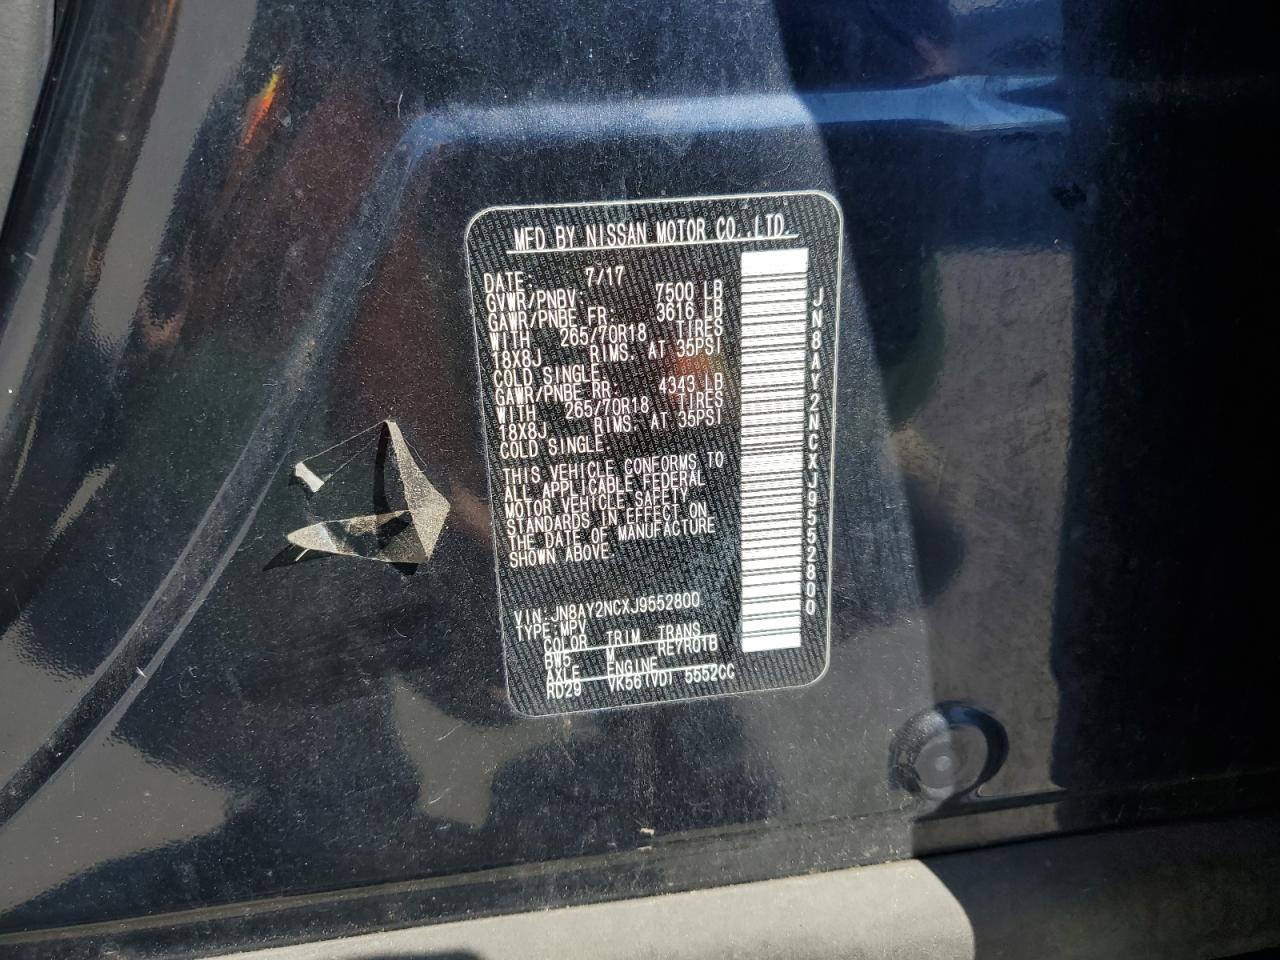 MFD BY NISSAN MOTOR CO.,LTD.
DATE: 7/17
GVWR/PNBV: 7500 LB
GAWR/PNBE FR: 3616 LB
WITH 265/70R18 TIRES
18X8J RIMS. AT 35PSI
COLD SINGLE.
GAWR/PNBE RR: 4343 LB
WITH 265/70R18 TIRES
18X8J RIMS. AT 35PSI
COLD SINGLE.
THIS VEHICLE CONFORMS TO
ALL APPLICABLE FEDERAL
MOTOR VEHICLE SAFETY
STANDARDS IN EFFECT ON
THE DATE OF MANUFACTURE
SHOWN ABOVE.
VIN: JN8AY2NCXJ9552800
TYPE: MPV
COLOR TRIM TRANS
BW5 M RE7R01B
AXLE ENGINE
RD29 VK56(VD) 5552CC
JN8AY2NCXJ9552800